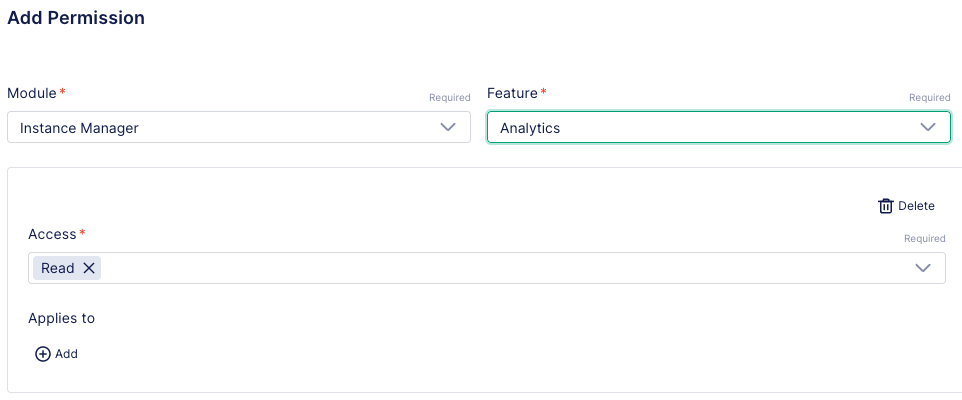 Add Permission
Module* Required
Feature* Required
Instance Manager
Analytics
Delete
Access* Required
Read
Applies to
Add